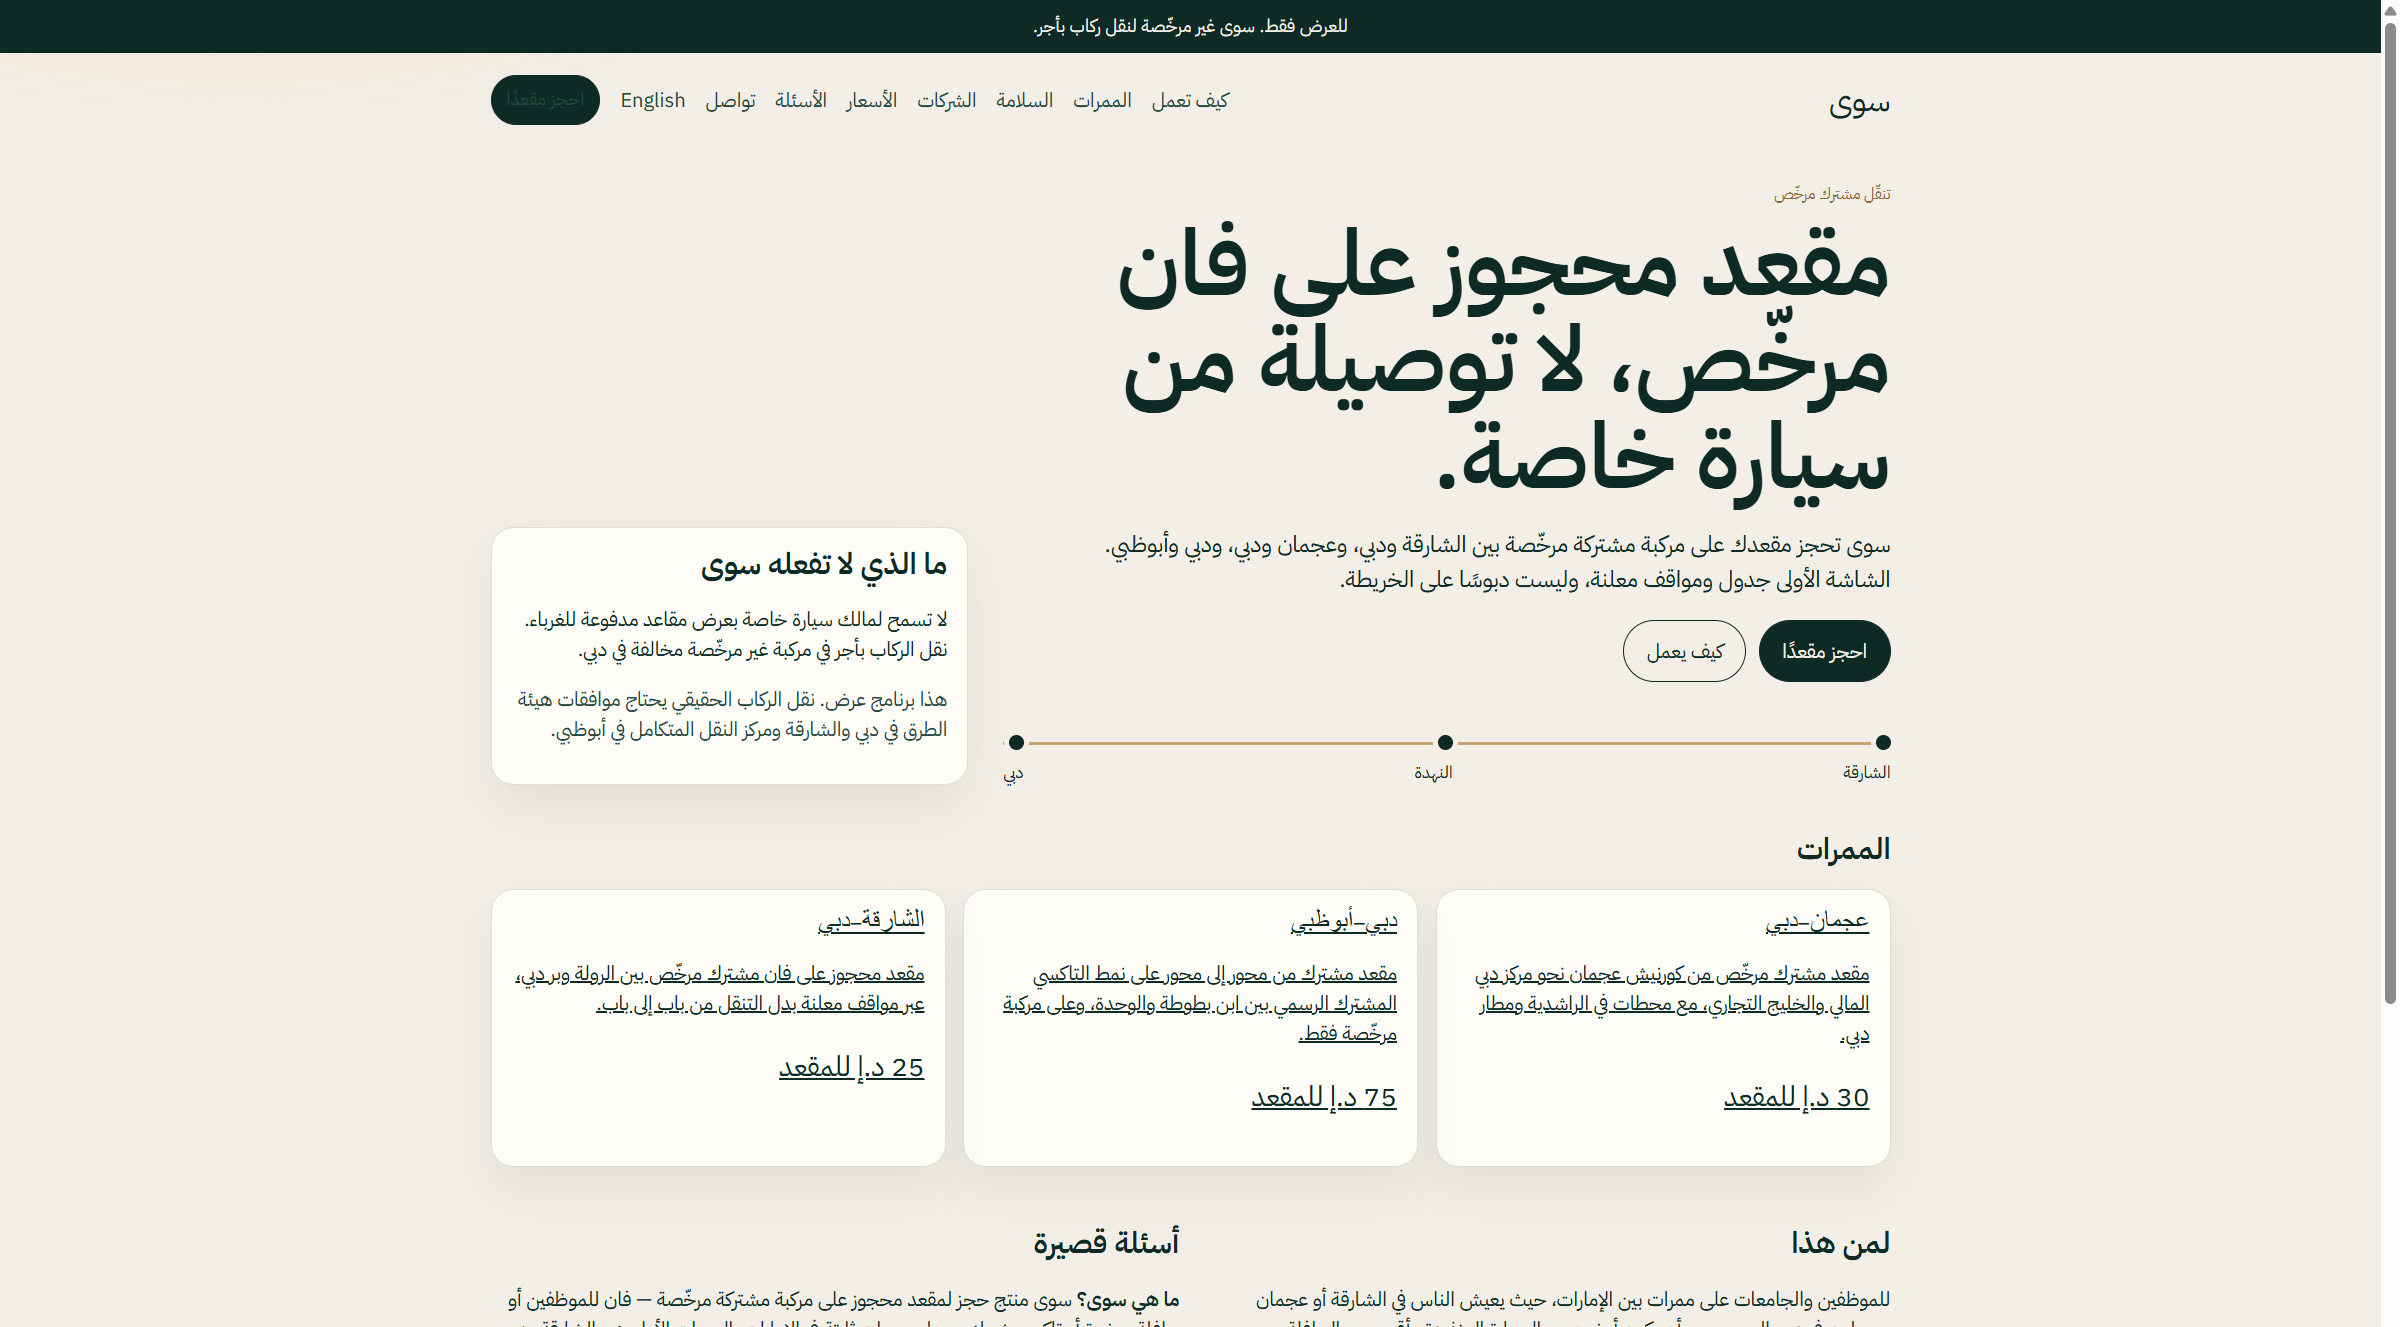 للعرض فقط. سوى غير مرخّصة لنقل ركاب بأجر.
سوى
كيف تعمل
الممرات
السلامة
الشركات
الأسعار
الأسئلة
تواصل
English
احجز مقعدًا
تنقّل مشترك مرخّص
مقعد محجوز على فان
مرخّص، لا توصيلة من
سيارة خاصة.
سوى تحجز مقعدك على مركبة مشتركة مرخّصة بين الشارقة ودبي، وعجمان ودبي، ودبي وأبوظبي.
الشاشة الأولى جدول ومواقف معلنة، وليست دبوسًا على الخريطة.
احجز مقعدًا
كيف يعمل
الشارقة
النهدة
دبي
ما الذي لا تفعله سوى
لا تسمح لمالك سيارة خاصة بعرض مقاعد مدفوعة للغرباء.
نقل الركاب بأجر في مركبة غير مرخّصة مخالفة في دبي.
هذا برنامج عرض. نقل الركاب الحقيقي يحتاج موافقات هيئة
الطرق في دبي والشارقة ومركز النقل المتكامل في أبوظبي.
الممرات
عجمان–دبي
مقعد مشترك مرخّص من كورنيش عجمان نحو مركز دبي
المالي والخليج التجاري، مع محطات في الراشدية ومطار
دبي.
30 د.إ للمقعد
دبي–أبوظبي
مقعد مشترك من محور إلى محور على نمط التاكسي
المشترك الرسمي بين ابن بطوطة والوحدة، وعلى مركبة
مرخّصة فقط.
75 د.إ للمقعد
الشارقة–دبي
مقعد محجوز على فان مشترك مرخّص بين الرولة وبر دبي،
عبر مواقف معلنة بدل التنقل من باب إلى باب.
25 د.إ للمقعد
لمن هذا
للموظفين والجامعات على ممرات بين الإمارات، حيث يعيش الناس في الشارقة أو عجمان
أسئلة قصيرة
ما هي سوى؟ سوى منتج حجز لمقعد محجوز على مركبة مشتركة مرخّصة — فان للموظفين أو